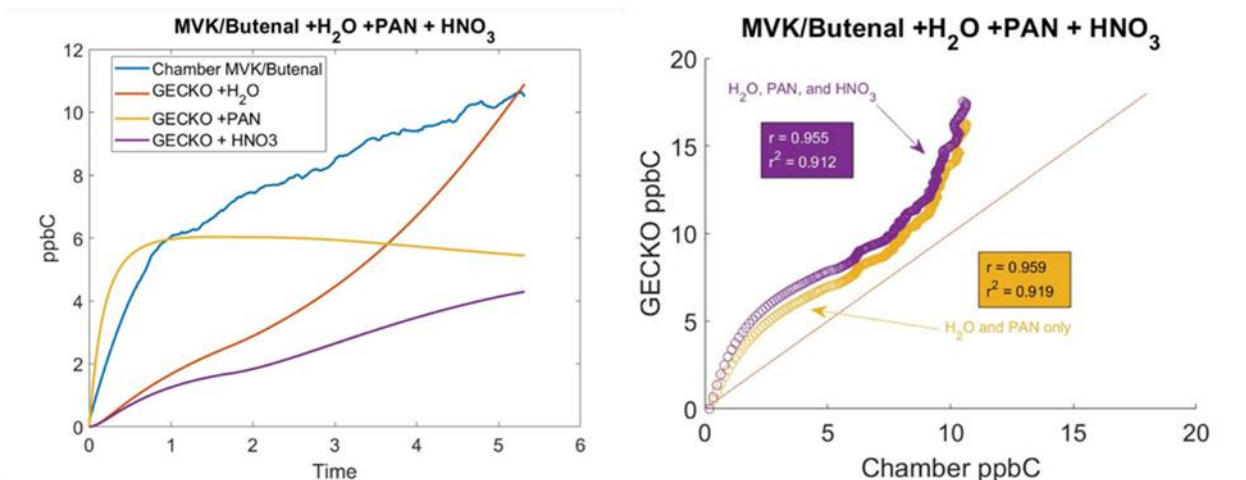 MVK/Butenal +H₂O +PAN + HNO₃
12
10
8
6
4
2
0
ppbC
Chamber MVK/Butenal
GECKO +H₂O
GECKO +PAN
GECKO + HNO3
0 1 2 3 4 5 6
Time
MVK/Butenal +H₂O +PAN + HNO₃
20
15
10
5
0
GECKO ppbC
H₂O, PAN, and HNO₃
r = 0.955
r² = 0.912
r = 0.959
r² = 0.919
H₂O and PAN only
0 5 10 15 20
Chamber ppbC